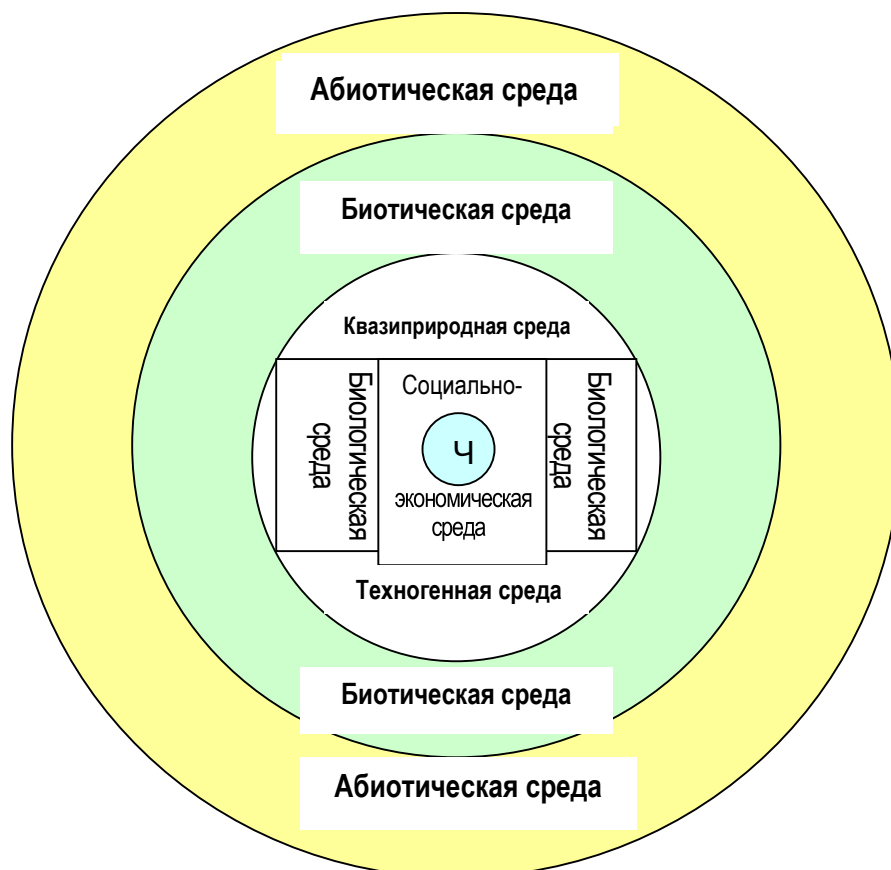 Абиотическая среда
Биотическая среда
Квазиприродная среда
Биологическая
среда
Социально-
Ч
экономическая
среда
Биологическая
среда
Техногенная среда
Биотическая среда
Абиотическая среда